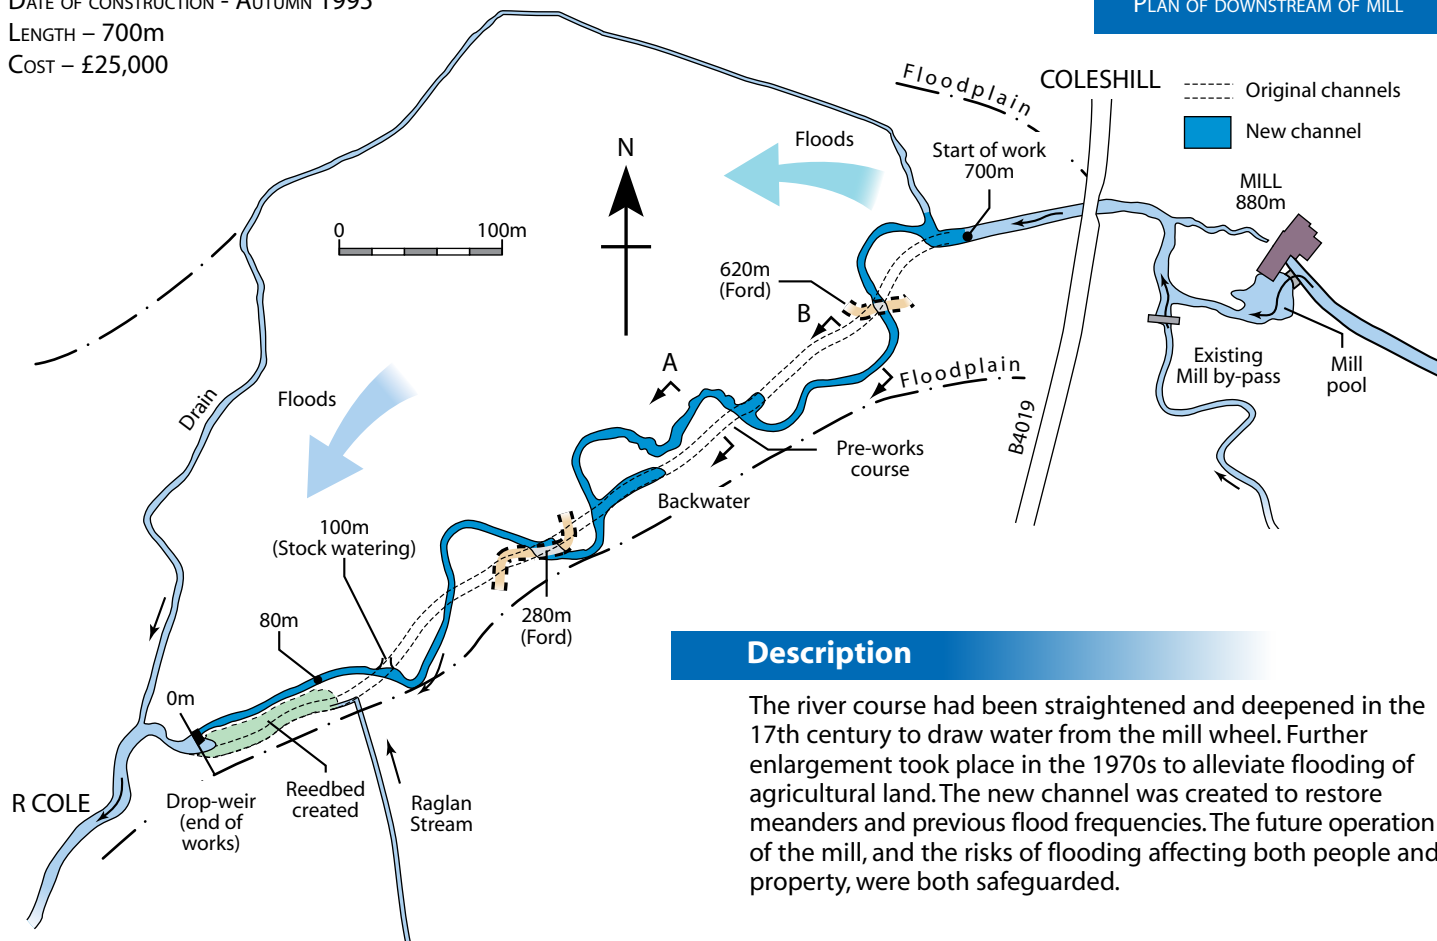 DATE OF CONSTRUCTION - AUTUMN 1995
LENGTH – 700m
COST – £25,000
PLAN OF DOWNSTREAM OF MILL
Floodplain
COLESHILL
Original channels
New channel
Floods
Start of work
700m
MILL
880m
N
0
100m
620m
(Ford)
B
A
Floodplain
Existing
Mill by-pass
Mill
pool
Floods
Drain
B4019
Pre-works
course
Backwater
100m
(Stock watering)
280m
(Ford)
80m
0m
R COLE
Drop-weir
(end of
works)
Reedbed
created
Raglan
Stream
Description
The river course had been straightened and deepened in the
17th century to draw water from the mill wheel. Further
enlargement took place in the 1970s to alleviate flooding of
agricultural land. The new channel was created to restore
meanders and previous flood frequencies. The future operation
of the mill, and the risks of flooding affecting both people and
property, were both safeguarded.